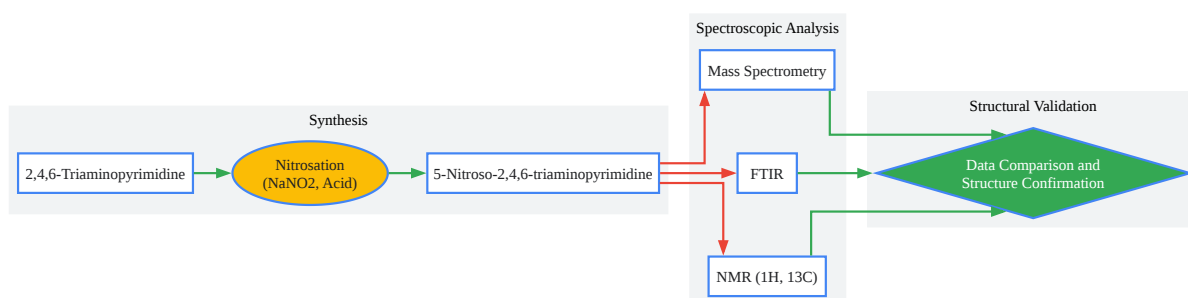 Synthesis
2,4,6-Triaminopyrimidine
Nitrosation
(NaNO2, Acid)
5-Nitroso-2,4,6-triaminopyrimidine
Spectroscopic Analysis
Mass Spectrometry
FTIR
NMR (1H, 13C)
Structural Validation
Data Comparison and
Structure Confirmation